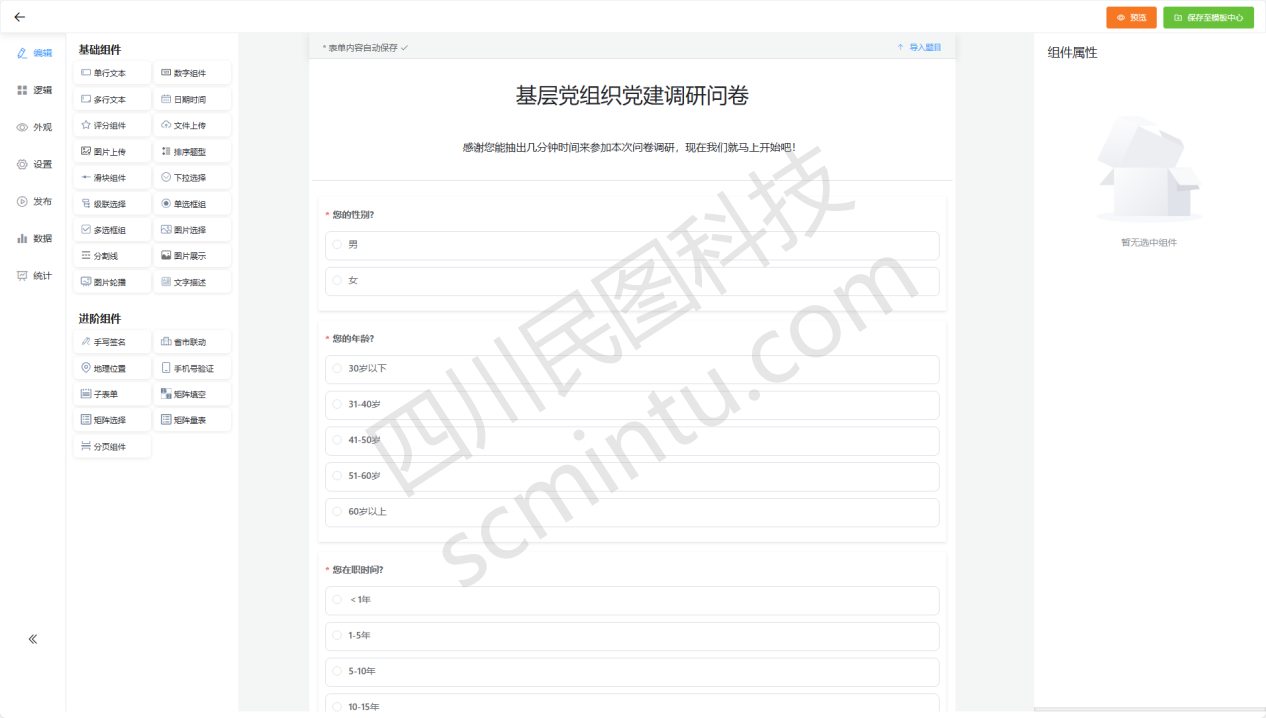 预览
保存至模板中心
编辑
逻辑
外观
设置
发布
数据
统计
基础组件
单行文本
数字组件
多行文本
日期时间
评分组件
文件上传
图片上传
排序题型
滑块组件
下拉选择
级联选择
单选框组
多选框组
图片选择
分割线
图片展示
图片轮播
文字描述
进阶组件
手写签名
省市联动
地理位置
手机号验证
子表单
矩阵填空
矩阵选择
矩阵量表
分页组件
* 表单内容自动保存
导入题目
基层党组织党建调研问卷
感谢您能抽出几分钟时间来参加本次问卷调研，现在我们就马上开始吧！
* 您的性别?
男
女
* 您的年龄?
30岁以下
31-40岁
41-50岁
51-60岁
60岁以上
* 您在职时间?
＜1年
1-5年
5-10年
10-15年
组件属性
暂无选中组件
四川民图科技
scmintu.com